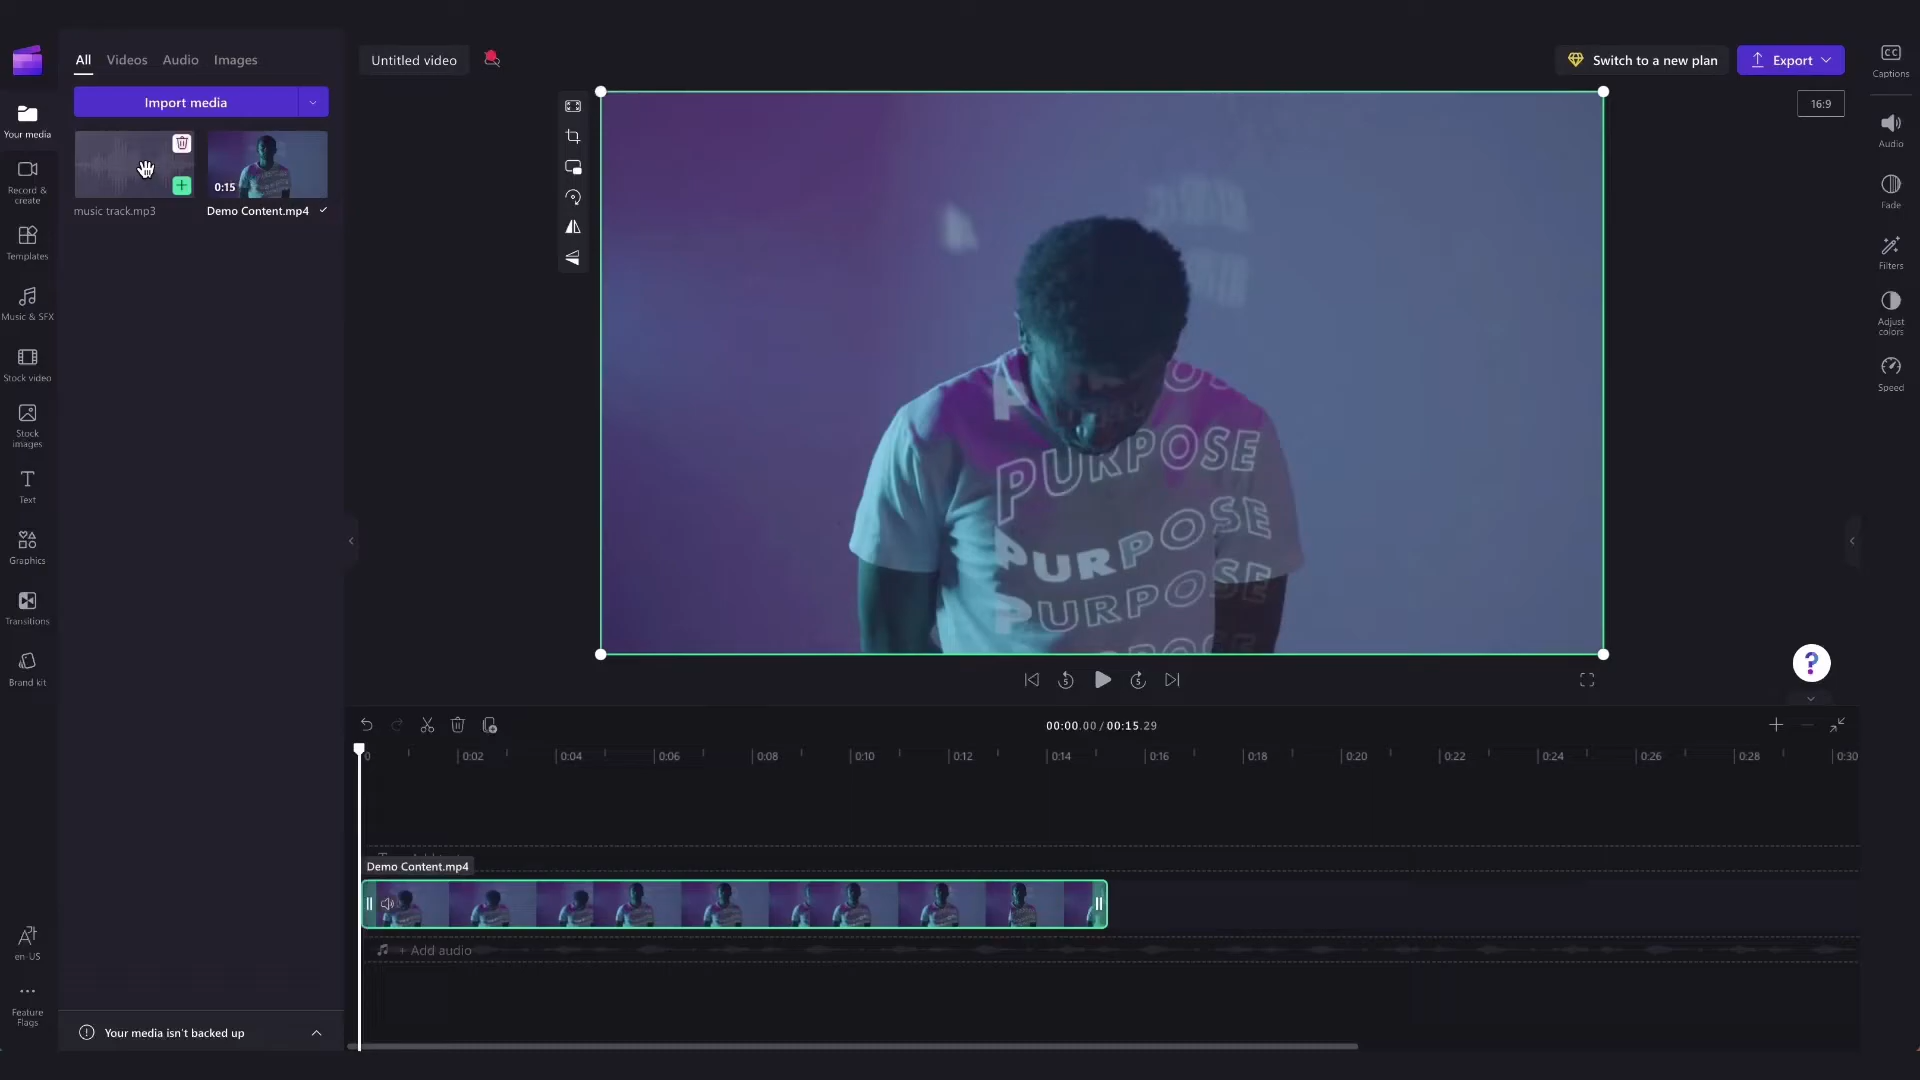 All Videos Audio Images
Untitled video
Switch to a new plan
Export
Captions
Import media
16:9
Your media
0:15
music track.mp3
Demo Content.mp4
Audio
Record &
create
Fade
Templates
Filters
Music & SFX
Adjust
colors
Stock video
Speed
Stock
images
Text
PURPOSE
PURPOSE
PURPOSE
Graphics
Transitions
Brand kit
?
5
5
00:00.00 / 00:15.29
0 0:02 0:04 0:06 0:08 0:10 0:12 0:14 0:16 0:18 0:20 0:22 0:24 0:26 0:28 0:30
Demo Content.mp4
+ Add audio
en-US
Feature
Flags
Your media isn't backed up